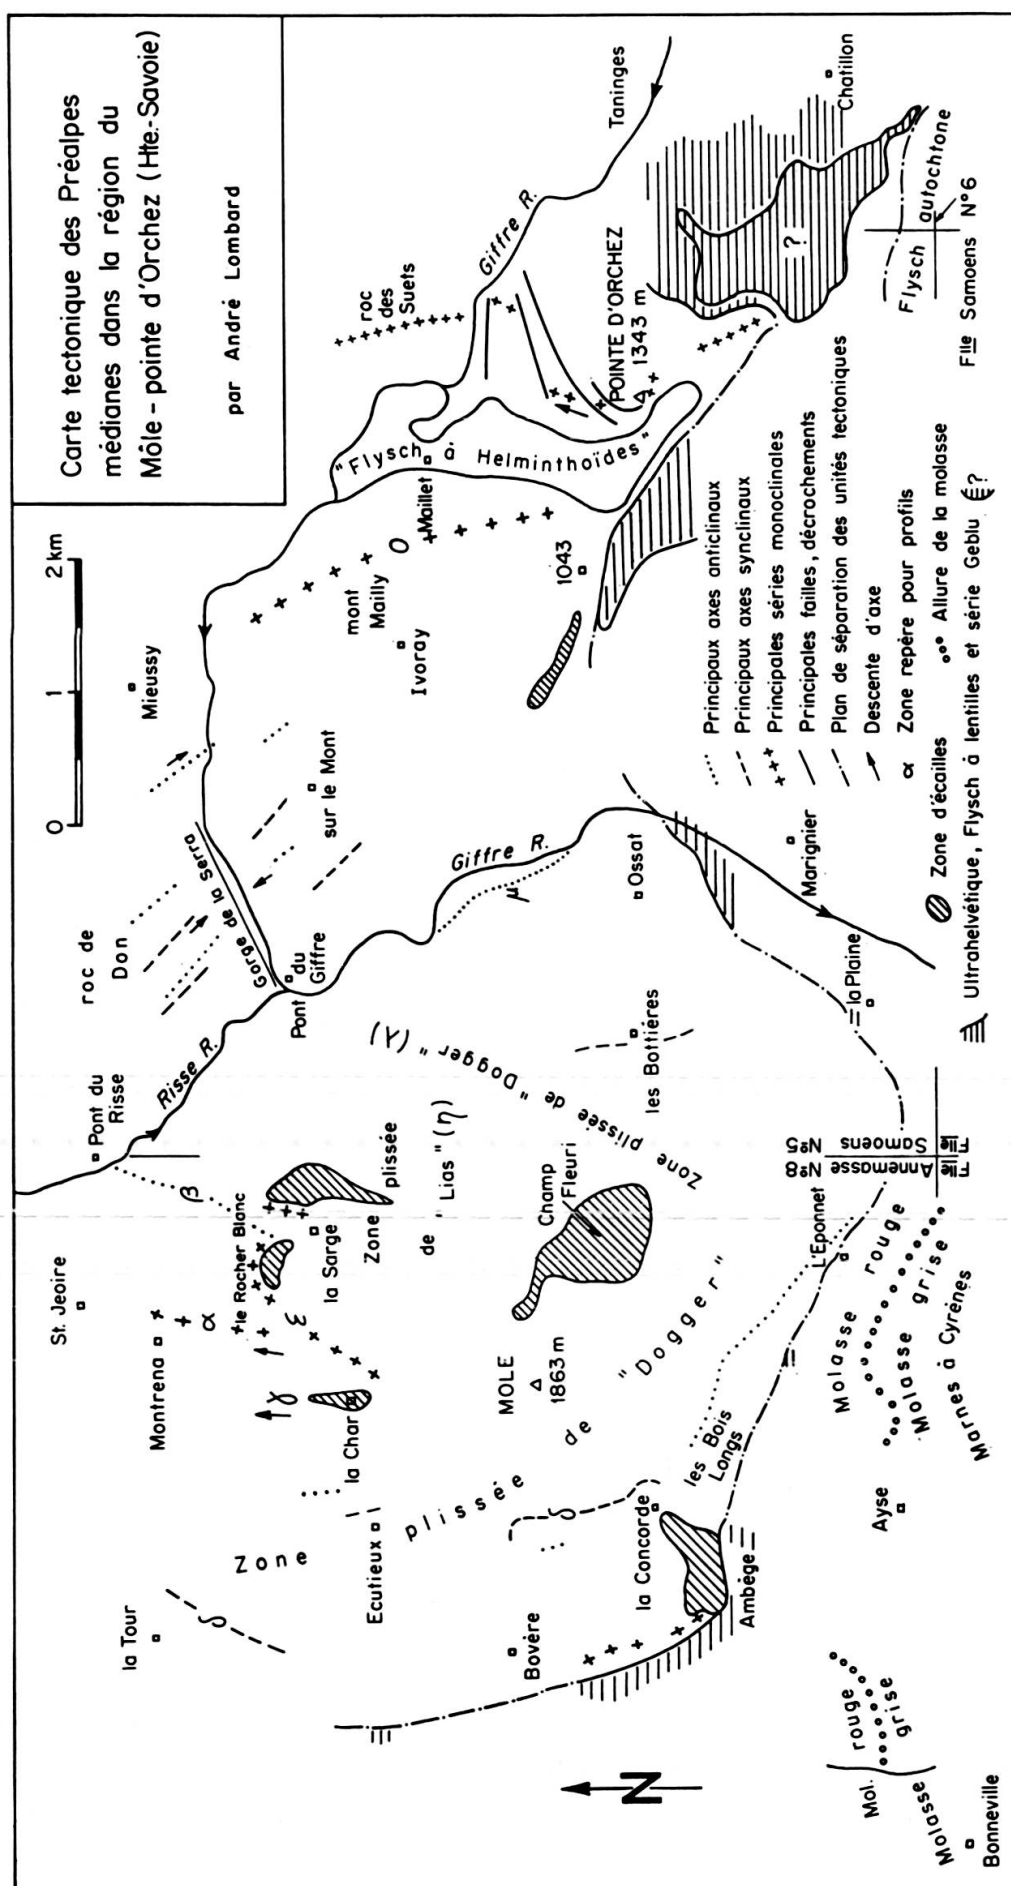 Carte tectonique des Préalpes
médianes dans la région du
Môle - pointe d'Orchez (Hte.-Savoie)
par André Lombard
0 1 2 km
St. Jeoire
Pont du
Risse
Risse R.
roc de
Don
Gorge de la Serra
Mieussy
la Tour
Montrena
α
β
γ
ε
δ
le Rocher Blanc
la Sarge
la Char
Ecutieux
Zone
plissée
de "Lias" (η)
Pont
du Giffre
sur le Mont
mont
Mailly
Ivoray
O Maillet
"Flysch à Helminthoïdes"
roc
des
Suets
Giffre R.
Taninges
Giffre R.
μ
Zone plissée de "Dogger" (λ)
Champ
Fleuri
MOLE
1863 m
Zone plissée de "Dogger"
δ
Bovère
la Concorde
les Bois
Longs
les Bottières
Ossat
1043
POINTE D'ORCHEZ
1343 m
?
Chatillon
Ambège
L'Eponnet
la Plaine
Marignier
Flysch autochtone
Flle Samoens N°6
Flle Annemasse N°8
Flle Samoens N°5
Mol. rouge
Molasse grise
Bonneville
Ayse
Molasse rouge
Molasse grise
Marnes à Cyrènes
N
Principaux axes anticlinaux
Principaux axes synclinaux
Principales séries monoclinales
Principales failles, décrochements
Plan de séparation des unités tectoniques
Descente d'axe
α Zone repère pour profils
Zone d'écailles
Allure de la molasse
Ultrahelvétique, Flysch à lentilles et série Geblu ?